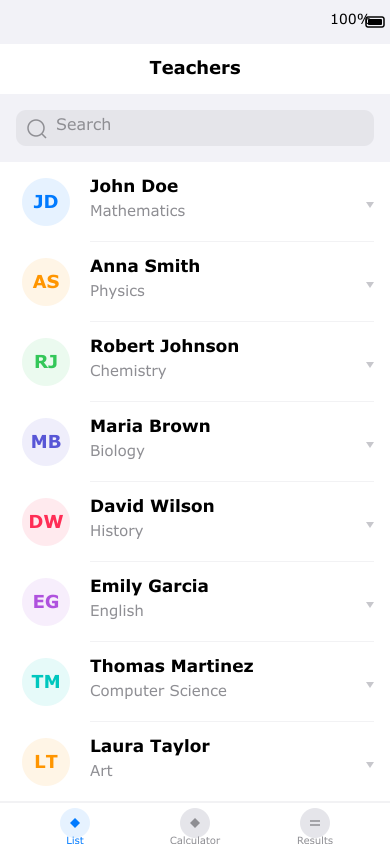 100%
Teachers
Search
JD
John Doe
Mathematics
AS
Anna Smith
Physics
RJ
Robert Johnson
Chemistry
MB
Maria Brown
Biology
DW
David Wilson
History
EG
Emily Garcia
English
TM
Thomas Martinez
Computer Science
LT
Laura Taylor
Art
List
Calculator
Results